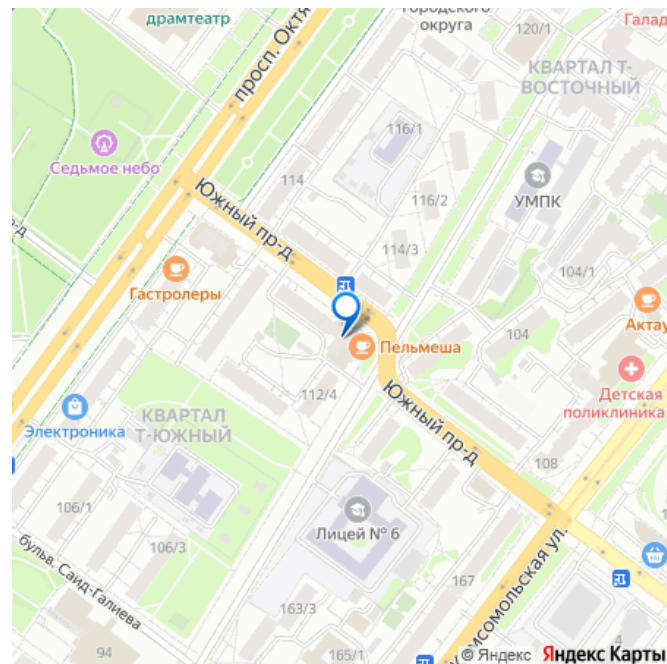 драмтеатр
просп. Октя
городского
округа
120/1
Галад
КВАРТАЛ Т-
ВОСТОЧНЫЙ
116/1
Седьмое небо
114
Южный пр-д
116/2
УМПК
114/3
104/1
Гастролеры
Актау
Пельмеша
104
Детская
поликлиника
112/4
Южный пр-д
КВАРТАЛ
Т-ЮЖНЫЙ
Электроника
108
106/1
Лицей № 6
106/3
бульв. Саид-Галиева
167
Комсомольская ул.
163/3
94
165/1
4
© Яндекс Яндекс Карты